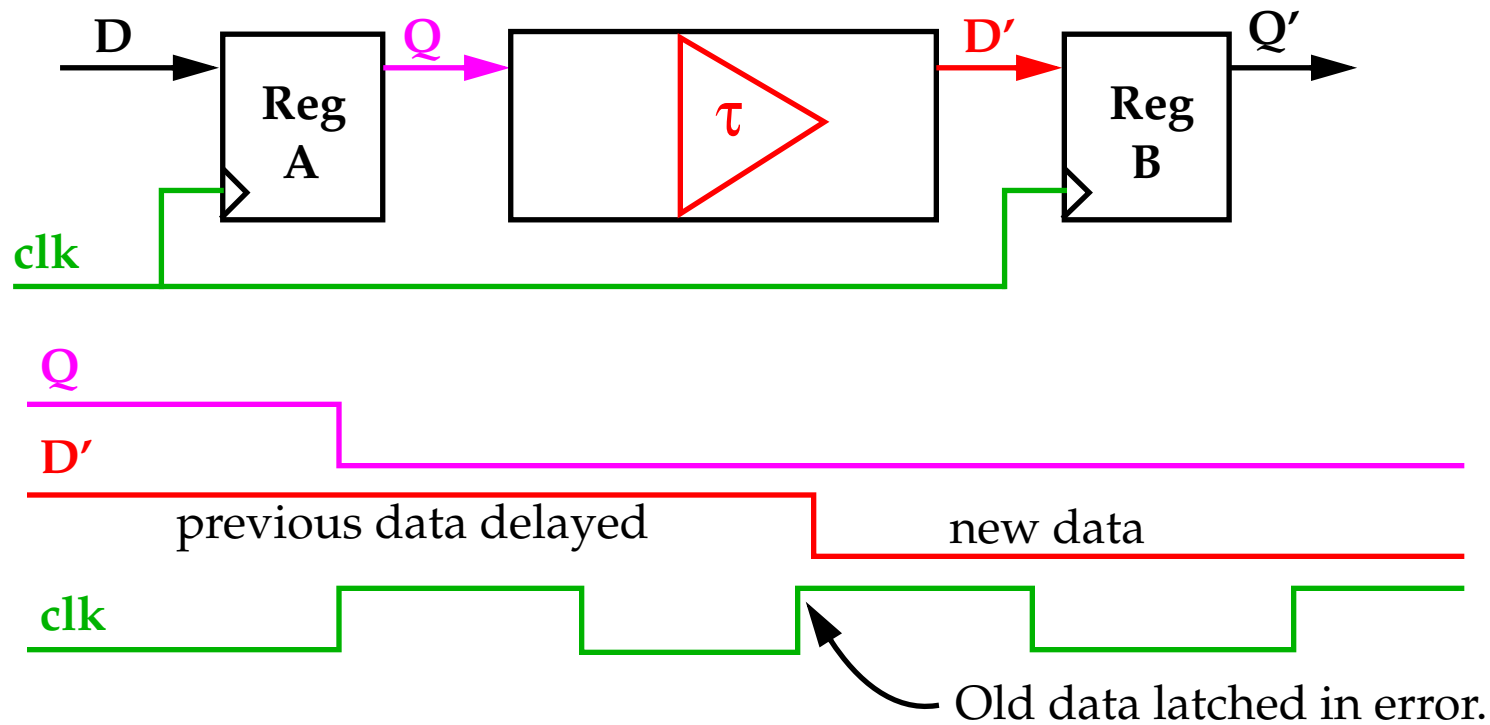 D
Q
D′
Q′
Reg
A
τ
Reg
B
clk
Q
D′
previous data delayed
new data
clk
Old data latched in error.